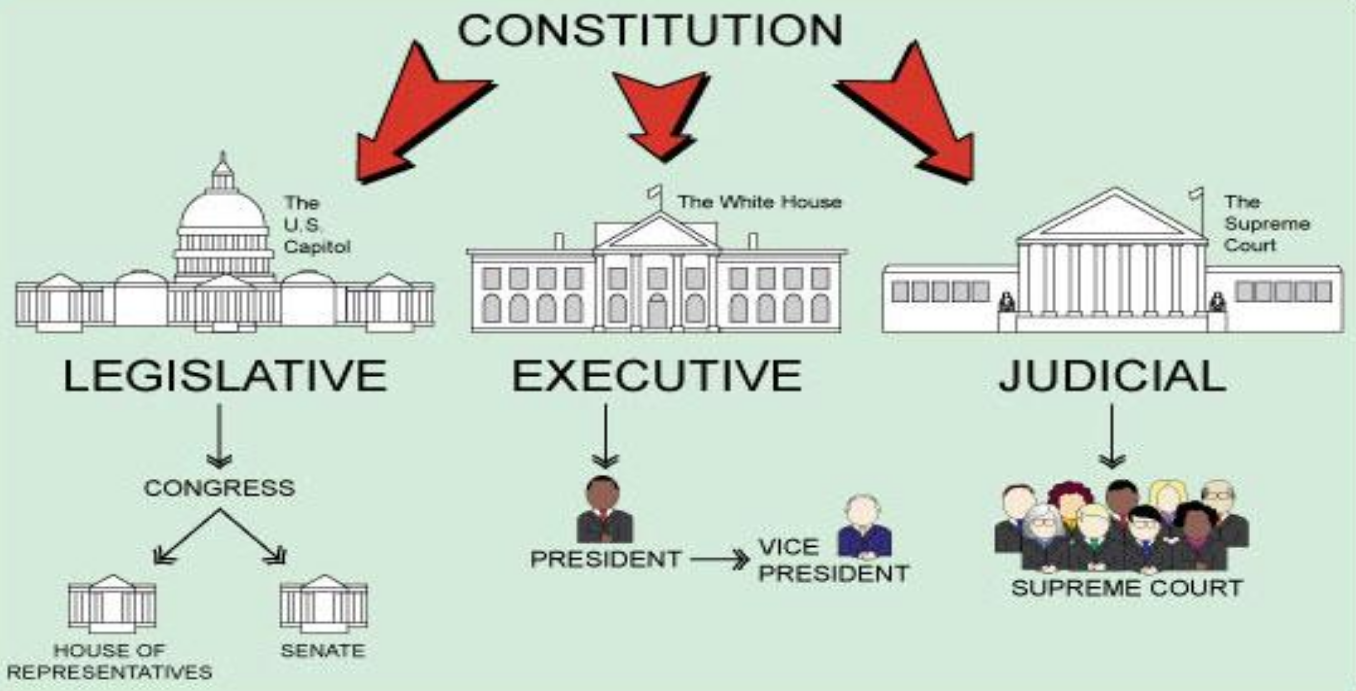 CONSTITUTION
The
U.S.
Capitol
The White House
The
Supreme
Court
LEGISLATIVE
EXECUTIVE
JUDICIAL
CONGRESS
HOUSE OF
REPRESENTATIVES
SENATE
PRESIDENT
VICE
PRESIDENT
SUPREME COURT